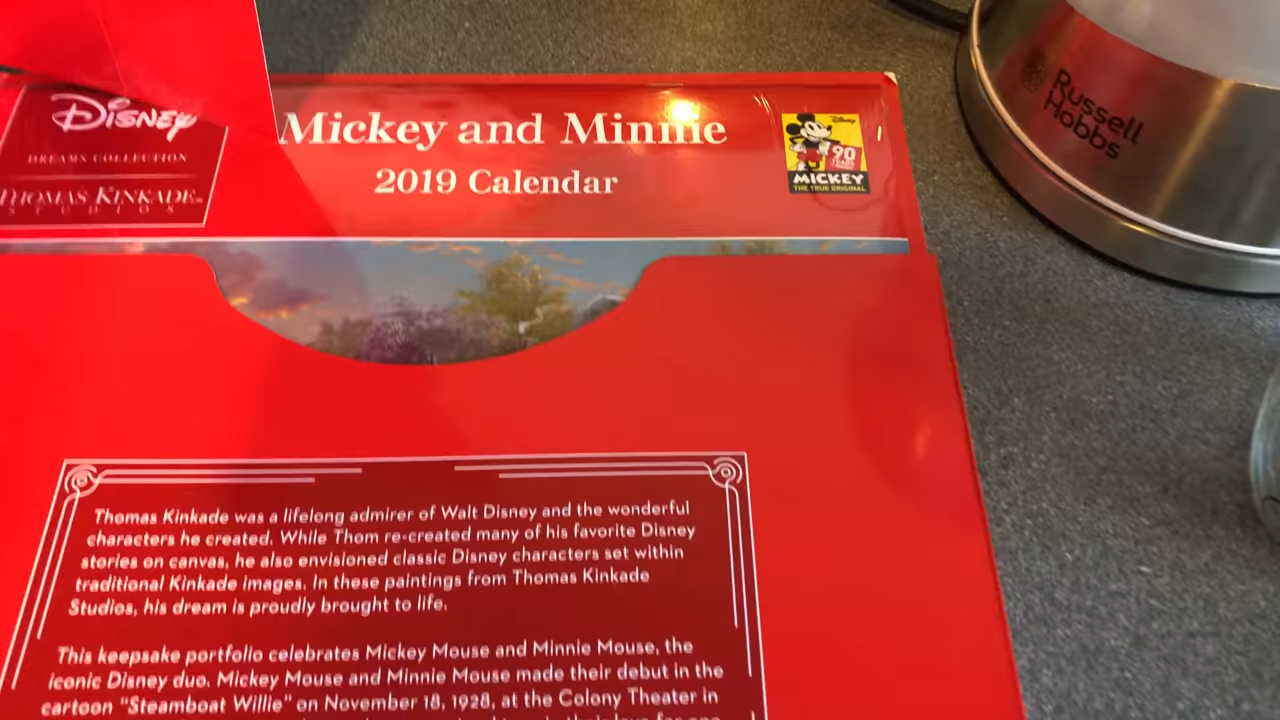 Disney
DREAMS COLLECTION
THOMAS KINKADE
STUDIOS
Mickey and Minnie
2019 Calendar
Disney
90
YEARS
MICKEY
THE TRUE ORIGINAL
Russell
Hobbs
Thomas Kinkade was a lifelong admirer of Walt Disney and the wonderful
characters he created. While Thom re-created many of his favorite Disney
stories on canvas, he also envisioned classic Disney characters set within
traditional Kinkade images. In these paintings from Thomas Kinkade
Studios, his dream is proudly brought to life.
This keepsake portfolio celebrates Mickey Mouse and Minnie Mouse, the
iconic Disney duo. Mickey Mouse and Minnie Mouse made their debut in the
cartoon "Steamboat Willie" on November 18, 1928, at the Colony Theater in